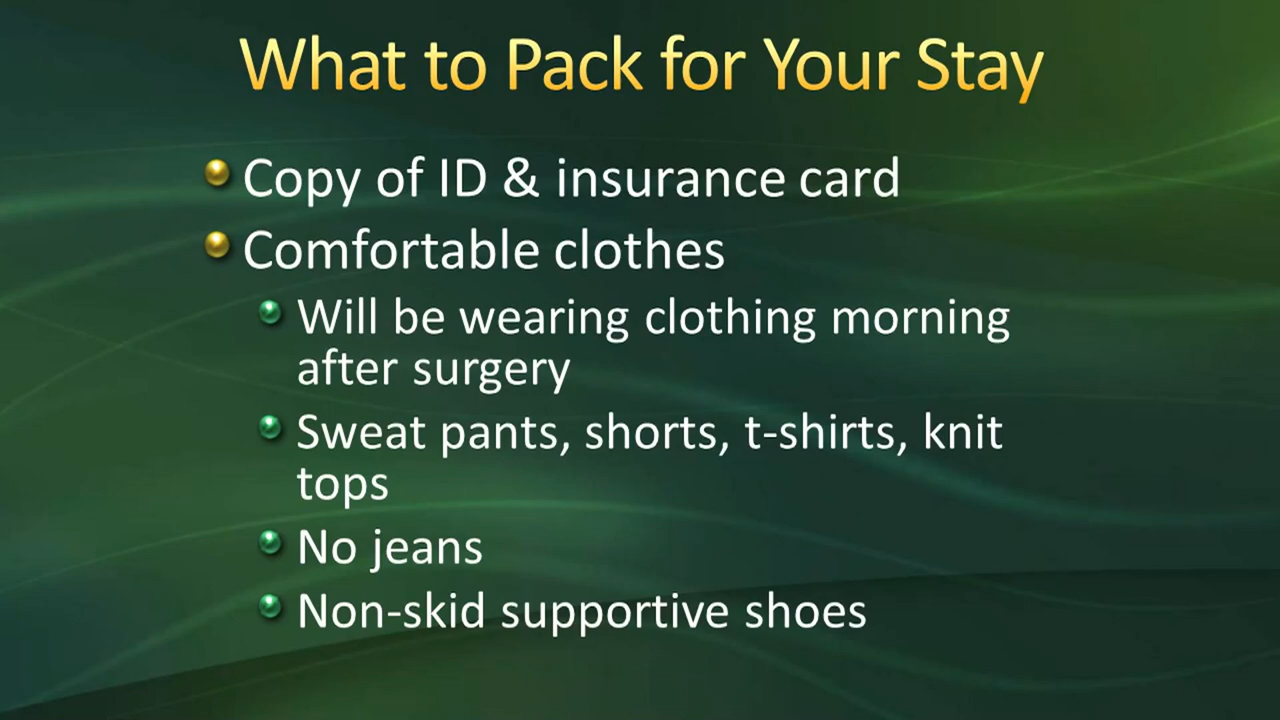 What to Pack for Your Stay
Copy of ID & insurance card
Comfortable clothes
Will be wearing clothing morning
after surgery
Sweat pants, shorts, t-shirts, knit
tops
No jeans
Non-skid supportive shoes